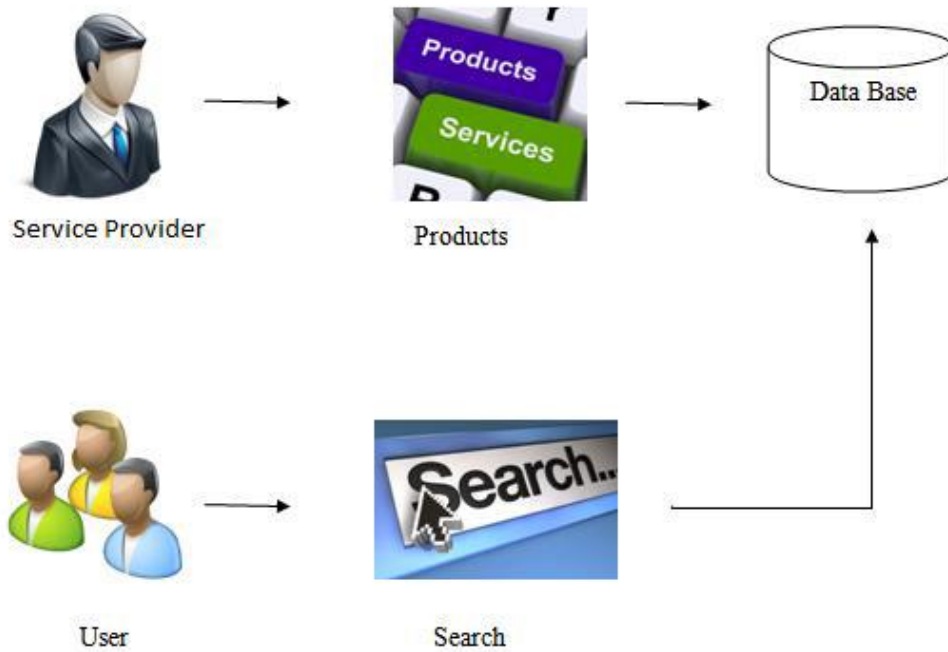 r
Products
Services
B
Data Base
Service Provider
Products
Search..
User
Search